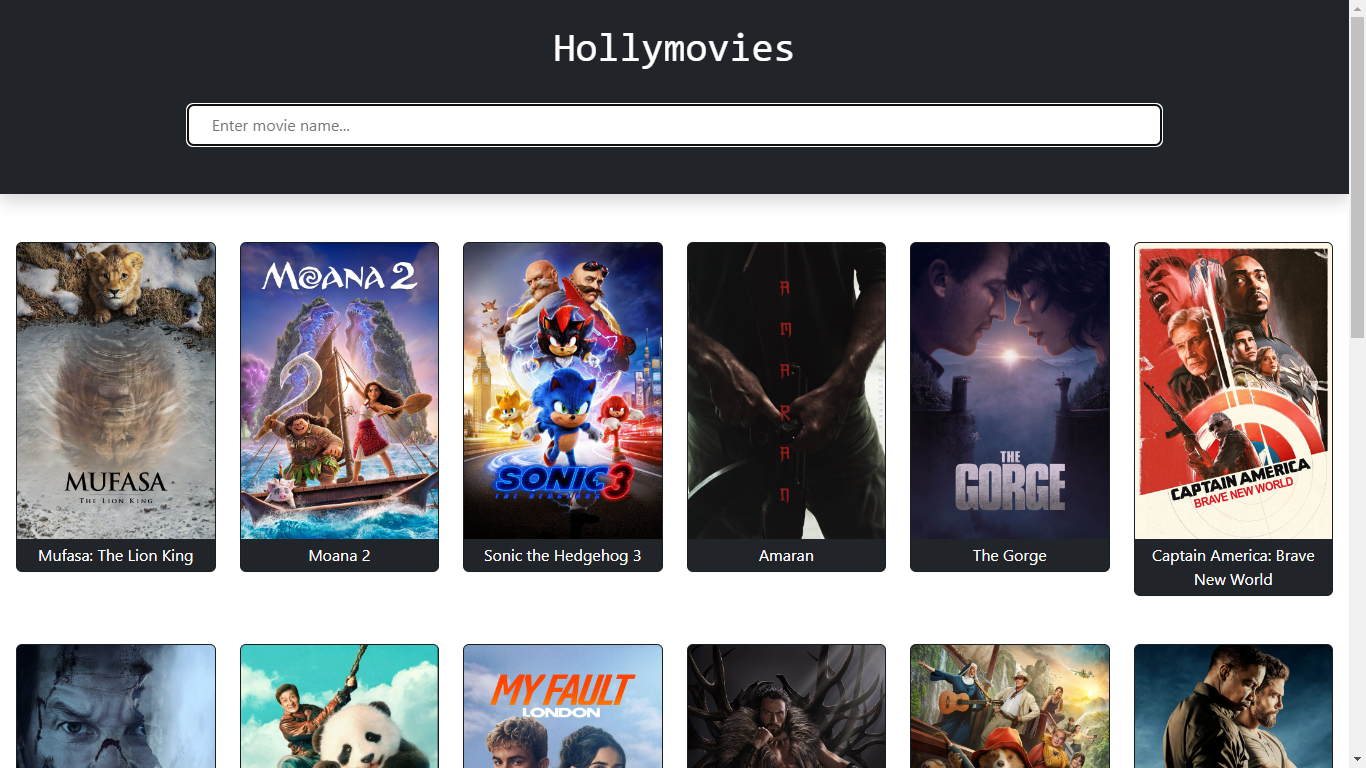 Hollymovies
Enter movie name...
MUFASA
THE LION KING
MOANA 2
SONIC 3
THE HEDGEHOG
AMARAN
THE
GORGE
CAPTAIN AMERICA
BRAVE NEW WORLD
Mufasa: The Lion King
Moana 2
Sonic the Hedgehog 3
Amaran
The Gorge
Captain America: Brave
New World
MY FAULT
LONDON